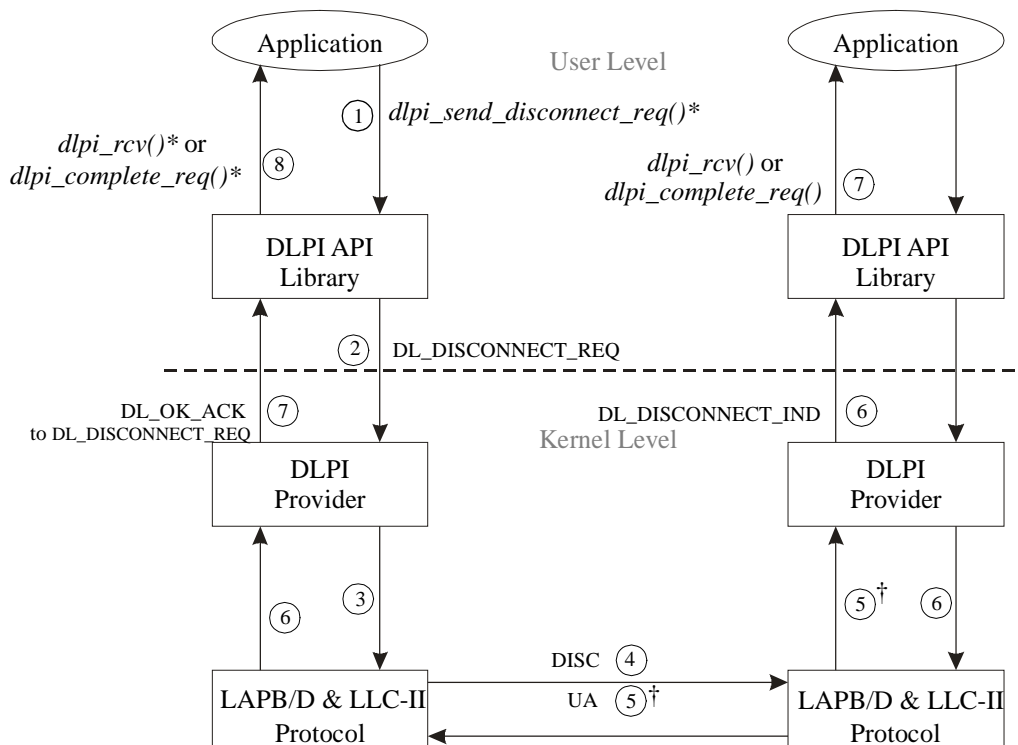 Application
Application
User Level
1
dlpi_send_disconnect_req()*
dlpi_rcv()* or
dlpi_complete_req()*
8
dlpi_rcv() or
dlpi_complete_req()
7
DLPI API
Library
DLPI API
Library
2
DL_DISCONNECT_REQ
DL_OK_ACK
to DL_DISCONNECT_REQ
7
DL_DISCONNECT_IND
6
Kernel Level
DLPI
Provider
DLPI
Provider
6
3
5†
6
DISC 4
UA 5†
LAPB/D & LLC-II
Protocol
LAPB/D & LLC-II
Protocol